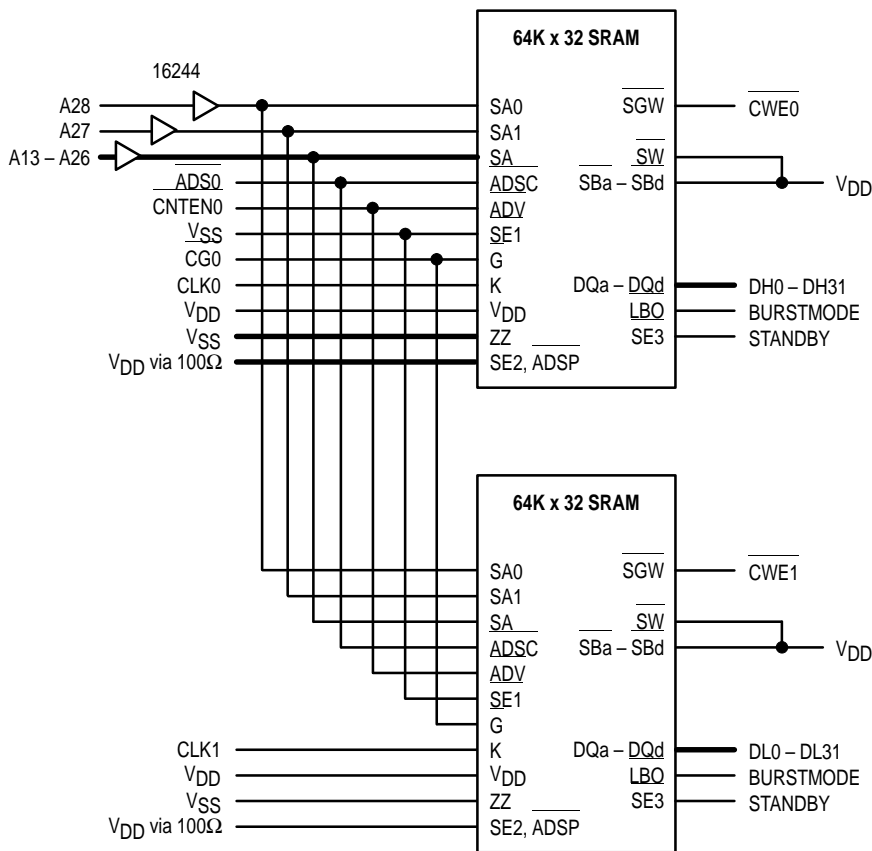 64K x 32 SRAM
16244
A28 SA0 SGW CWE0
A27 SA1
A13 – A26 SA SW
ADS0 ADSC SBa – SBd VDD
CNTEN0 ADV
VSS SE1
CG0 G
CLK0 K DQa – DQd DH0 – DH31
VDD VDD LBO BURSTMODE
VSS ZZ SE3 STANDBY
VDD via 100Ω SE2, ADSP
64K x 32 SRAM
SA0 SGW CWE1
SA1
SA SW
ADSC SBa – SBd VDD
ADV
SE1
G
CLK1 K DQa – DQd DL0 – DL31
VDD VDD LBO BURSTMODE
VSS ZZ SE3 STANDBY
VDD via 100Ω SE2, ADSP